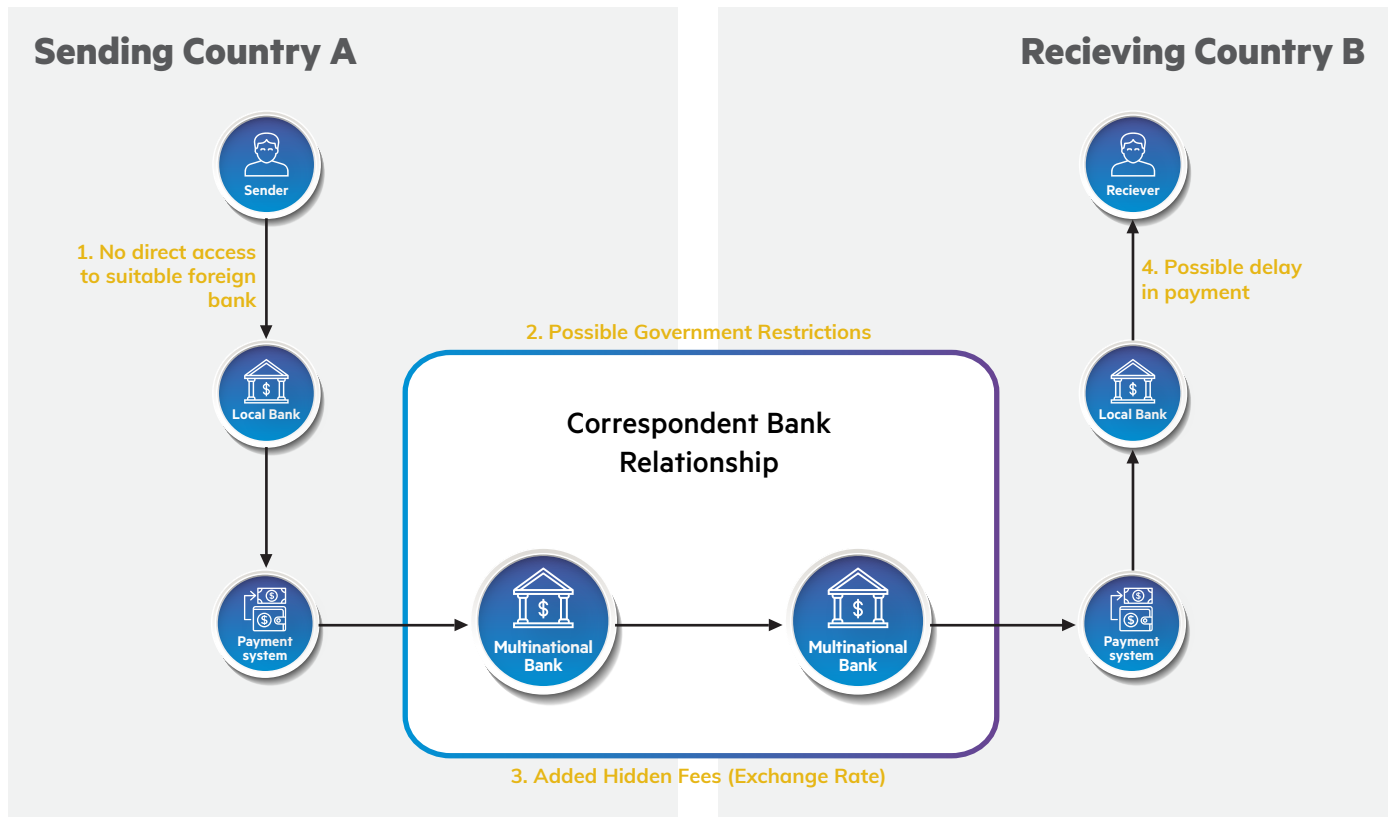 Sending Country A
Recieving Country B
Sender
Reciever
1. No direct access
to suitable foreign
bank
4. Possible delay
in payment
2. Possible Government Restrictions
$
Local Bank
$
Local Bank
Correspondent Bank
Relationship
$
$
Payment
system
$
Multinational
Bank
$
Multinational
Bank
$
$
Payment
system
3. Added Hidden Fees (Exchange Rate)